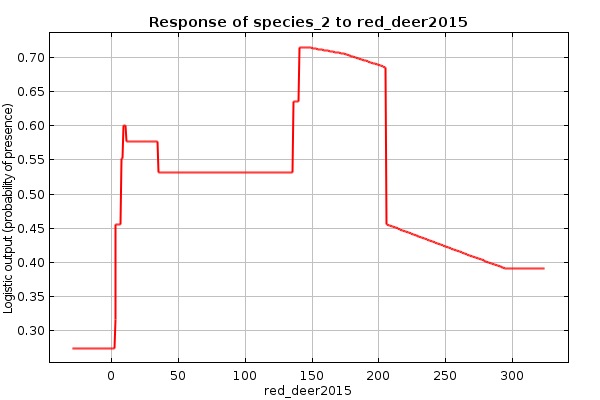 Response of species_2 to red_deer2015
Logistic output (probability of presence)
0.70
0.65
0.60
0.55
0.50
0.45
0.40
0.35
0.30
0 50 100 150 200 250 300
red_deer2015